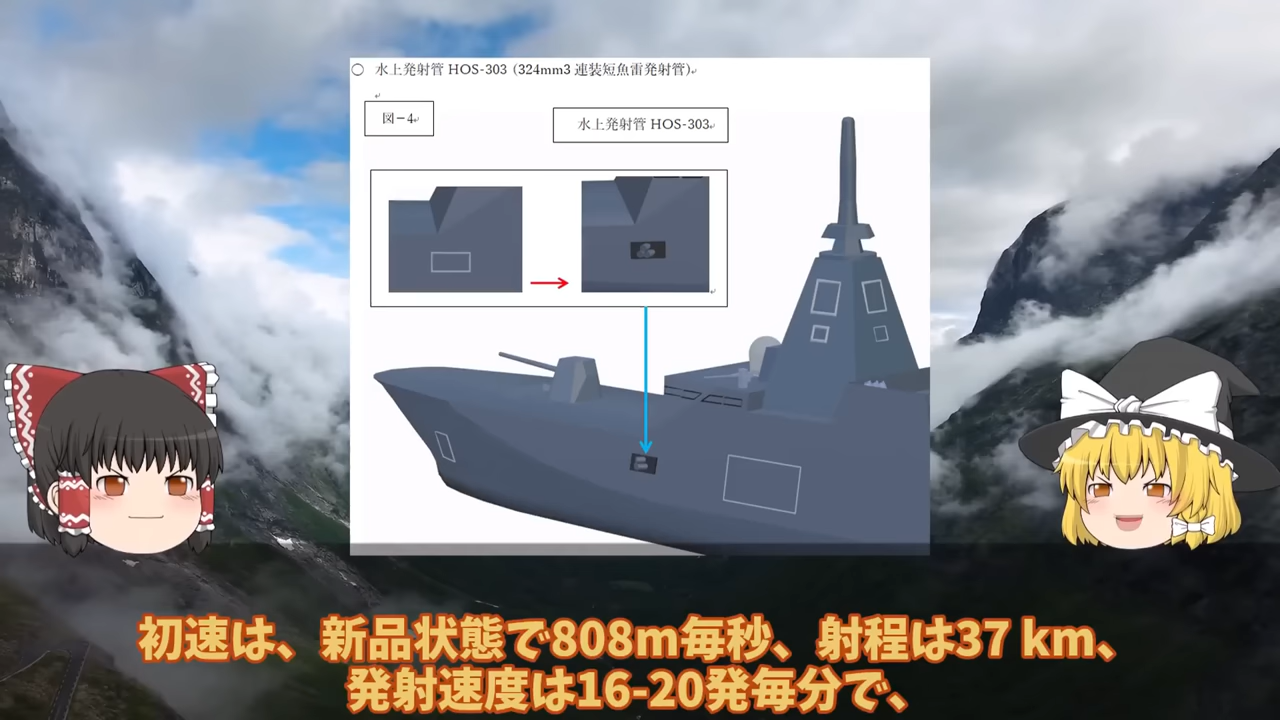 ○ 水上発射管 HOS-303 (324mm3 連装短魚雷発射管)
図－4
水上発射管 HOS-303
初速は、新品状態で808m毎秒、射程は37 km、
発射速度は16-20発毎分で、